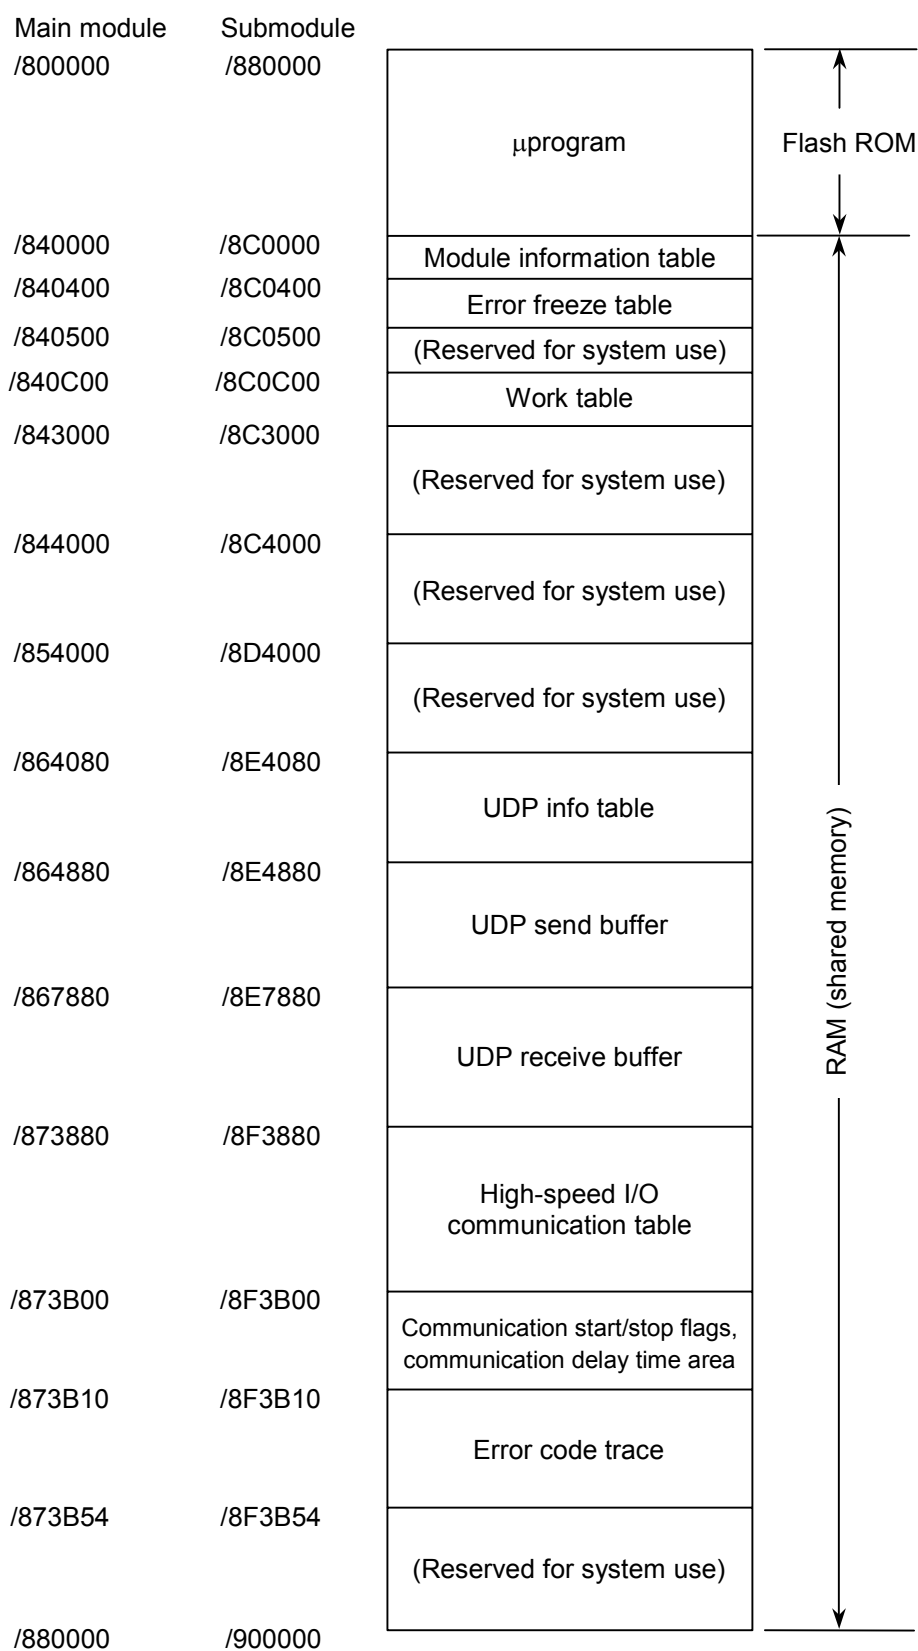 Main module Submodule
/800000 /880000
μprogram
Flash ROM
/840000 /8C0000
Module information table
/840400 /8C0400
Error freeze table
/840500 /8C0500
(Reserved for system use)
/840C00 /8C0C00
Work table
/843000 /8C3000
(Reserved for system use)
/844000 /8C4000
(Reserved for system use)
/854000 /8D4000
(Reserved for system use)
/864080 /8E4080
UDP info table
/864880 /8E4880
UDP send buffer
/867880 /8E7880
UDP receive buffer
RAM (shared memory)
/873880 /8F3880
High-speed I/O
communication table
/873B00 /8F3B00
Communication start/stop flags,
communication delay time area
/873B10 /8F3B10
Error code trace
/873B54 /8F3B54
(Reserved for system use)
/880000 /900000